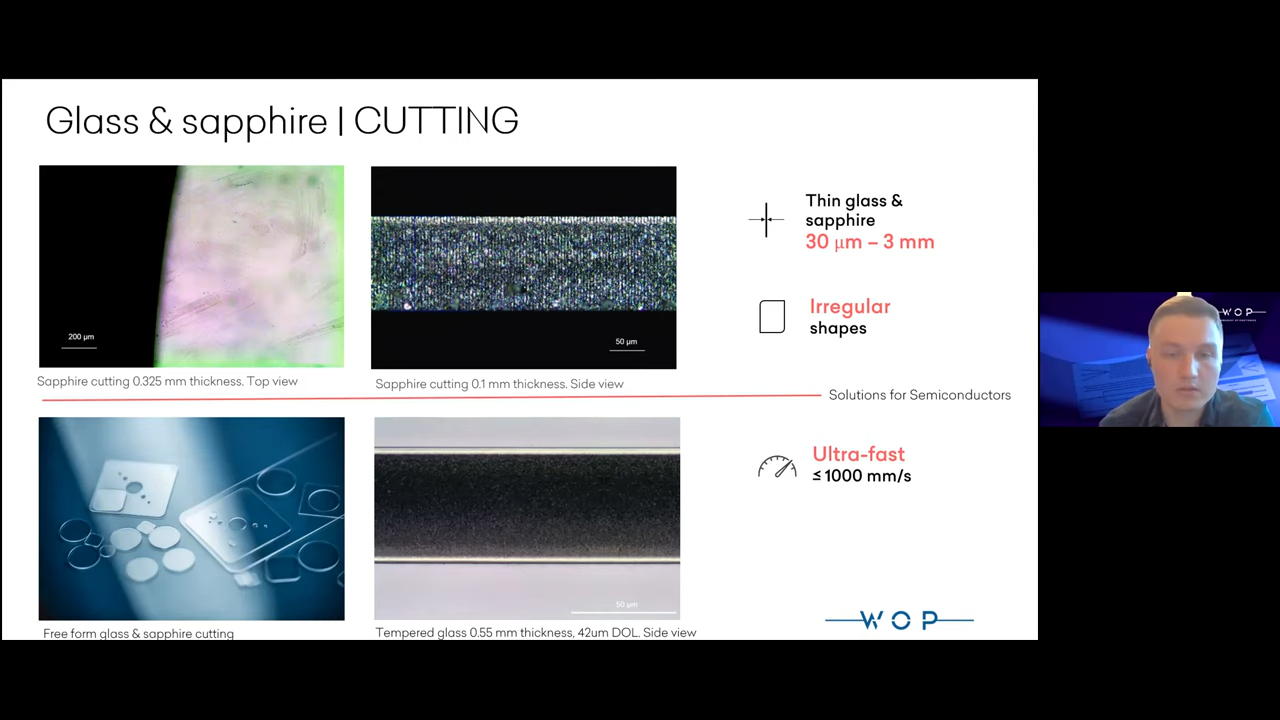 Glass & sapphire | CUTTING
200 µm
50 µm
Sapphire cutting 0.325 mm thickness. Top view
Sapphire cutting 0.1 mm thickness. Side view
Thin glass &
sapphire
30 µm – 3 mm
Irregular
shapes
Solutions for Semiconductors
50 µm
Free form glass & sapphire cutting
Tempered glass 0.55 mm thickness, 42um DOL. Side view
Ultra-fast
≤ 1000 mm/s
WOP
WOP